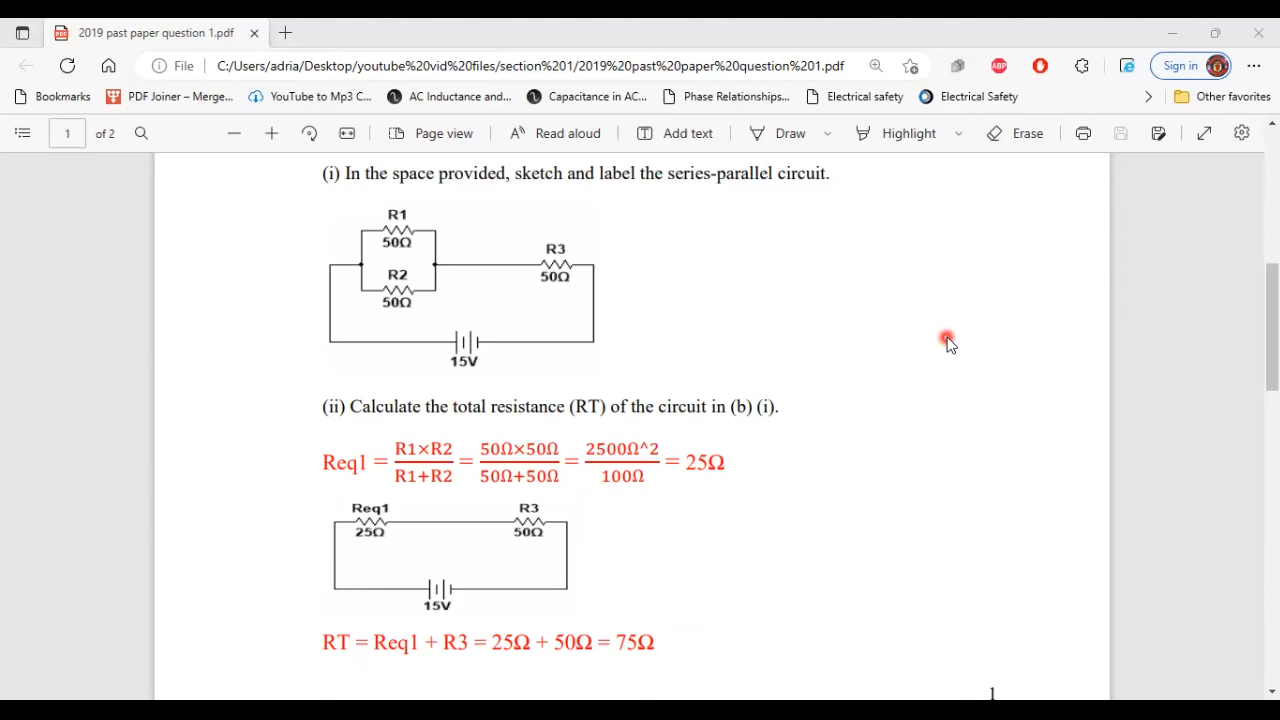 2019 past paper question 1.pdf
File
C:/Users/adria/Desktop/youtube%20vid%20files/section%201/2019%20past%20paper%20question%201.pdf
ABP
Sign in
Bookmarks
PDF Joiner – Merge...
YouTube to Mp3 C...
AC Inductance and...
Capacitance in AC...
Phase Relationships...
Electrical safety
Electrical Safety
Other favorites
1 of 2
Page view
Read aloud
Add text
Draw
Highlight
Erase
(i) In the space provided, sketch and label the series-parallel circuit.
R1
50Ω
R2
50Ω
R3
50Ω
15V
(ii) Calculate the total resistance (RT) of the circuit in (b) (i).
Req1 = R1×R2/R1+R2 = 50Ω×50Ω/50Ω+50Ω = 2500Ω^2/100Ω = 25Ω
Req1
25Ω
R3
50Ω
15V
RT = Req1 + R3 = 25Ω + 50Ω = 75Ω
1